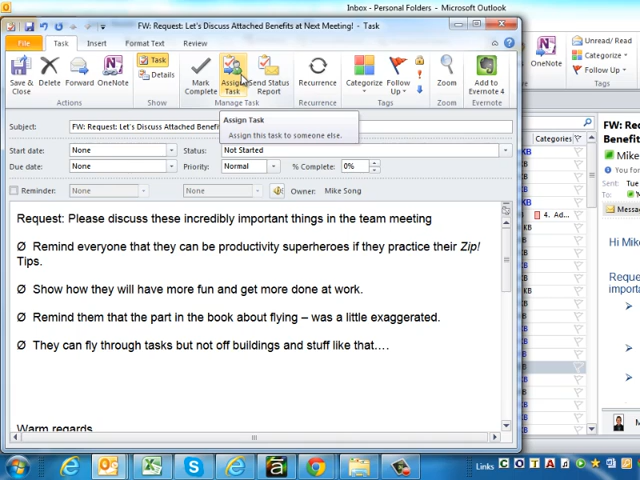 Inbox - Personal Folders - Microsoft Outlook
FW: Request: Let's Discuss Attached Benefits at Next Meeting! - Task
File Task Insert Format Text Review
Save & Close
Delete
Forward
OneNote
Task
Details
Mark Complete
Assign Task
Send Status Report
Recurrence
Categorize
Follow Up
Zoom
Add to Evernote 4
Actions Show Manage Task Recurrence Tags Zoom Evernote
OneNote
Unread/ Read
Categorize
Follow Up
Tags
Assign Task
Assign this task to someone else.
Subject: FW: Request: Let's Discuss Attached Benefi
Start date: None Status: Not Started
Due date: None Priority: Normal % Complete: 0%
Reminder: None None Owner: Mike Song
Request: Please discuss these incredibly important things in the team meeting
Ø Remind everyone that they can be productivity superheroes if they practice their Zip!
Tips.
Ø Show how they will have more fun and get more done at work.
Ø Remind them that the part in the book about flying – was a little exaggerated.
Ø They can fly through tasks but not off buildings and stuff like that….
Warm regards
Categories
4. Ad...
FW: Re
Benefit
Mike
You for
Sent: Tue
Messa
Hi Mik
Reque
importa
Links C O T A